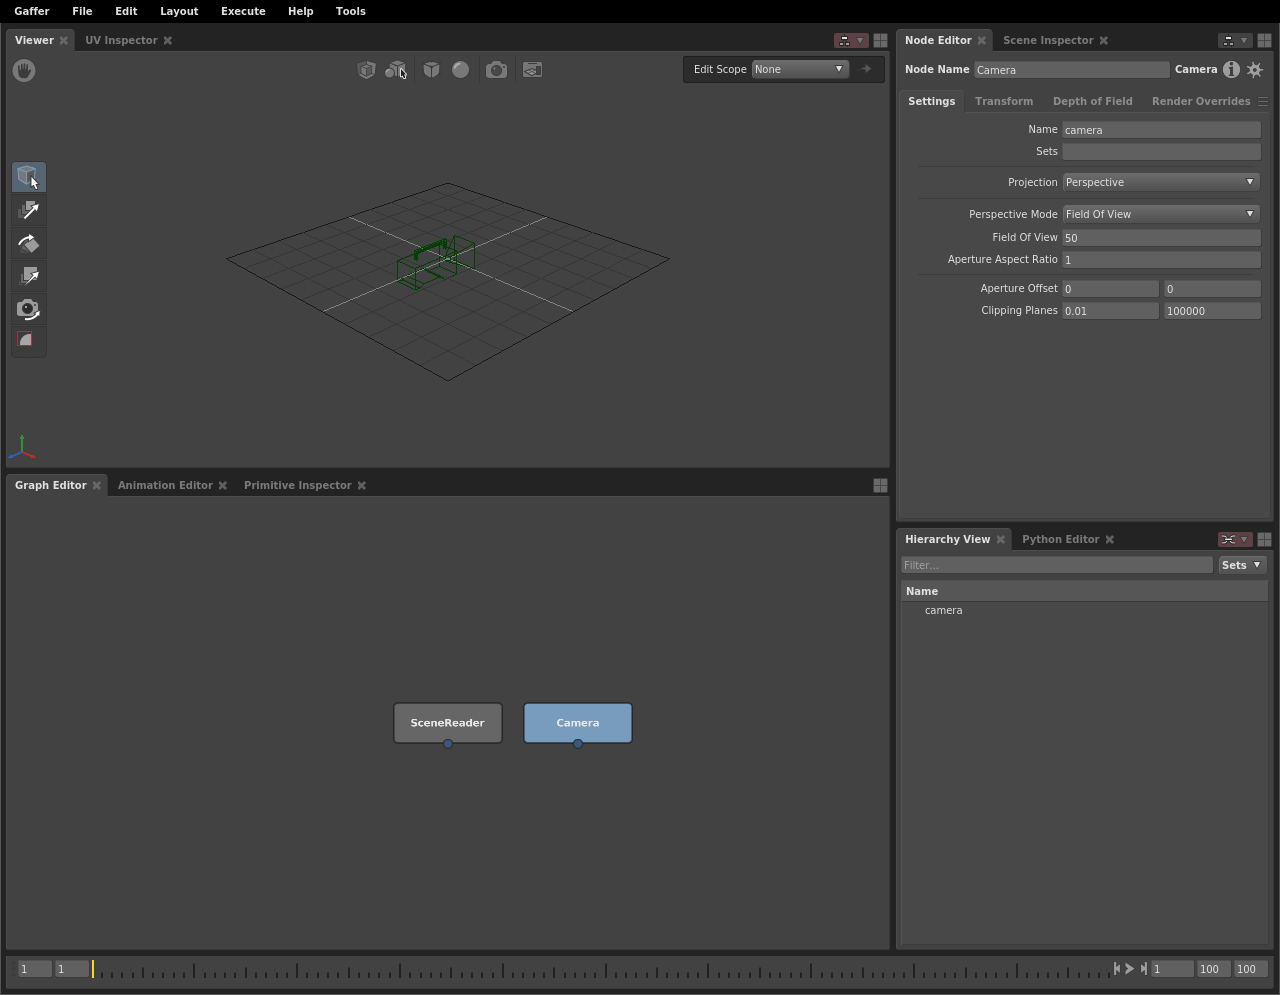 Gaffer File Edit Layout Execute Help Tools
Viewer UV Inspector
Edit Scope None
Node Editor Scene Inspector
Node Name Camera Camera
Settings Transform Depth of Field Render Overrides
Name camera
Sets
Projection Perspective
Perspective Mode Field Of View
Field Of View 50
Aperture Aspect Ratio 1
Aperture Offset 0 0
Clipping Planes 0.01 100000
Graph Editor Animation Editor Primitive Inspector
SceneReader Camera
Hierarchy View Python Editor
Filter... Sets
Name
camera
1 1 1 100 100